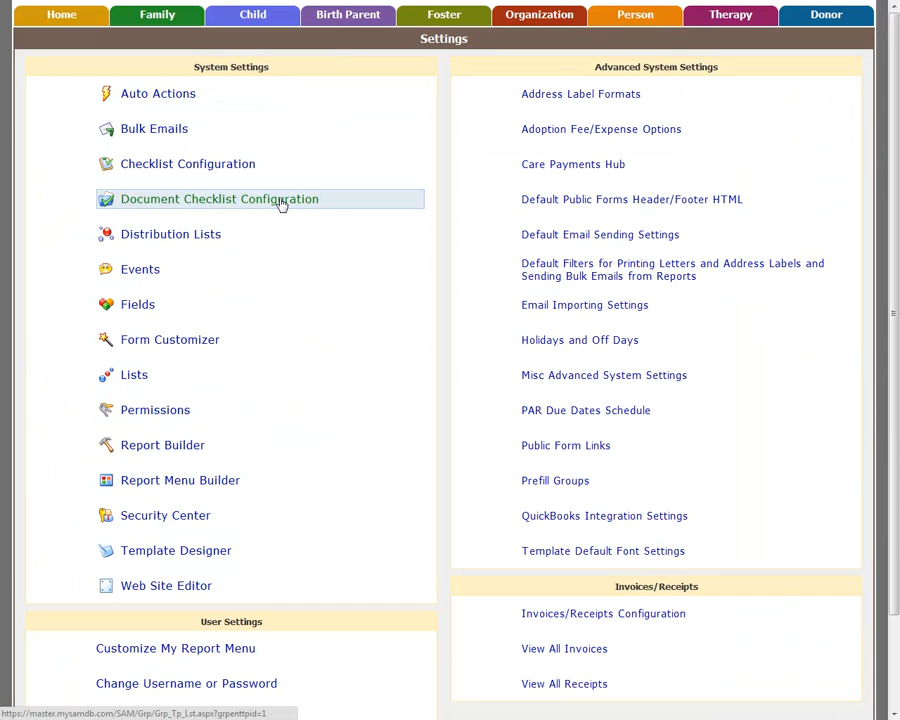 Home Family Child Birth Parent Foster Organization Person Therapy Donor
Settings
System Settings
Auto Actions
Bulk Emails
Checklist Configuration
Document Checklist Configuration
Distribution Lists
Events
Fields
Form Customizer
Lists
Permissions
Report Builder
Report Menu Builder
Security Center
Template Designer
Web Site Editor
User Settings
Customize My Report Menu
Change Username or Password
Advanced System Settings
Address Label Formats
Adoption Fee/Expense Options
Care Payments Hub
Default Public Forms Header/Footer HTML
Default Email Sending Settings
Default Filters for Printing Letters and Address Labels and
Sending Bulk Emails from Reports
Email Importing Settings
Holidays and Off Days
Misc Advanced System Settings
PAR Due Dates Schedule
Public Form Links
Prefill Groups
QuickBooks Integration Settings
Template Default Font Settings
Invoices/Receipts
Invoices/Receipts Configuration
View All Invoices
View All Receipts
https://master.mysamdb.com/SAM/Grp/Grp_Tp_Lst.aspx?grpenttpid=1